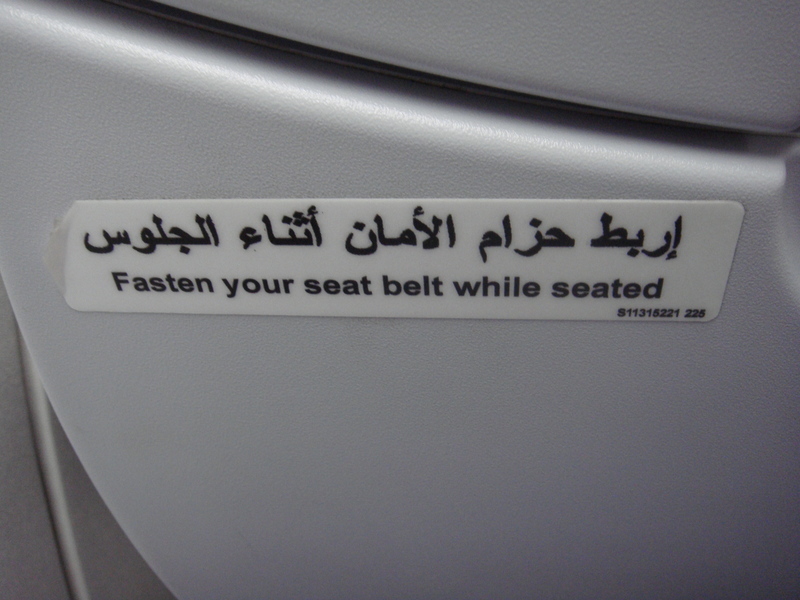 إربط حزام الأمان أثناء الجلوس
Fasten your seat belt while seated
S11315221 225